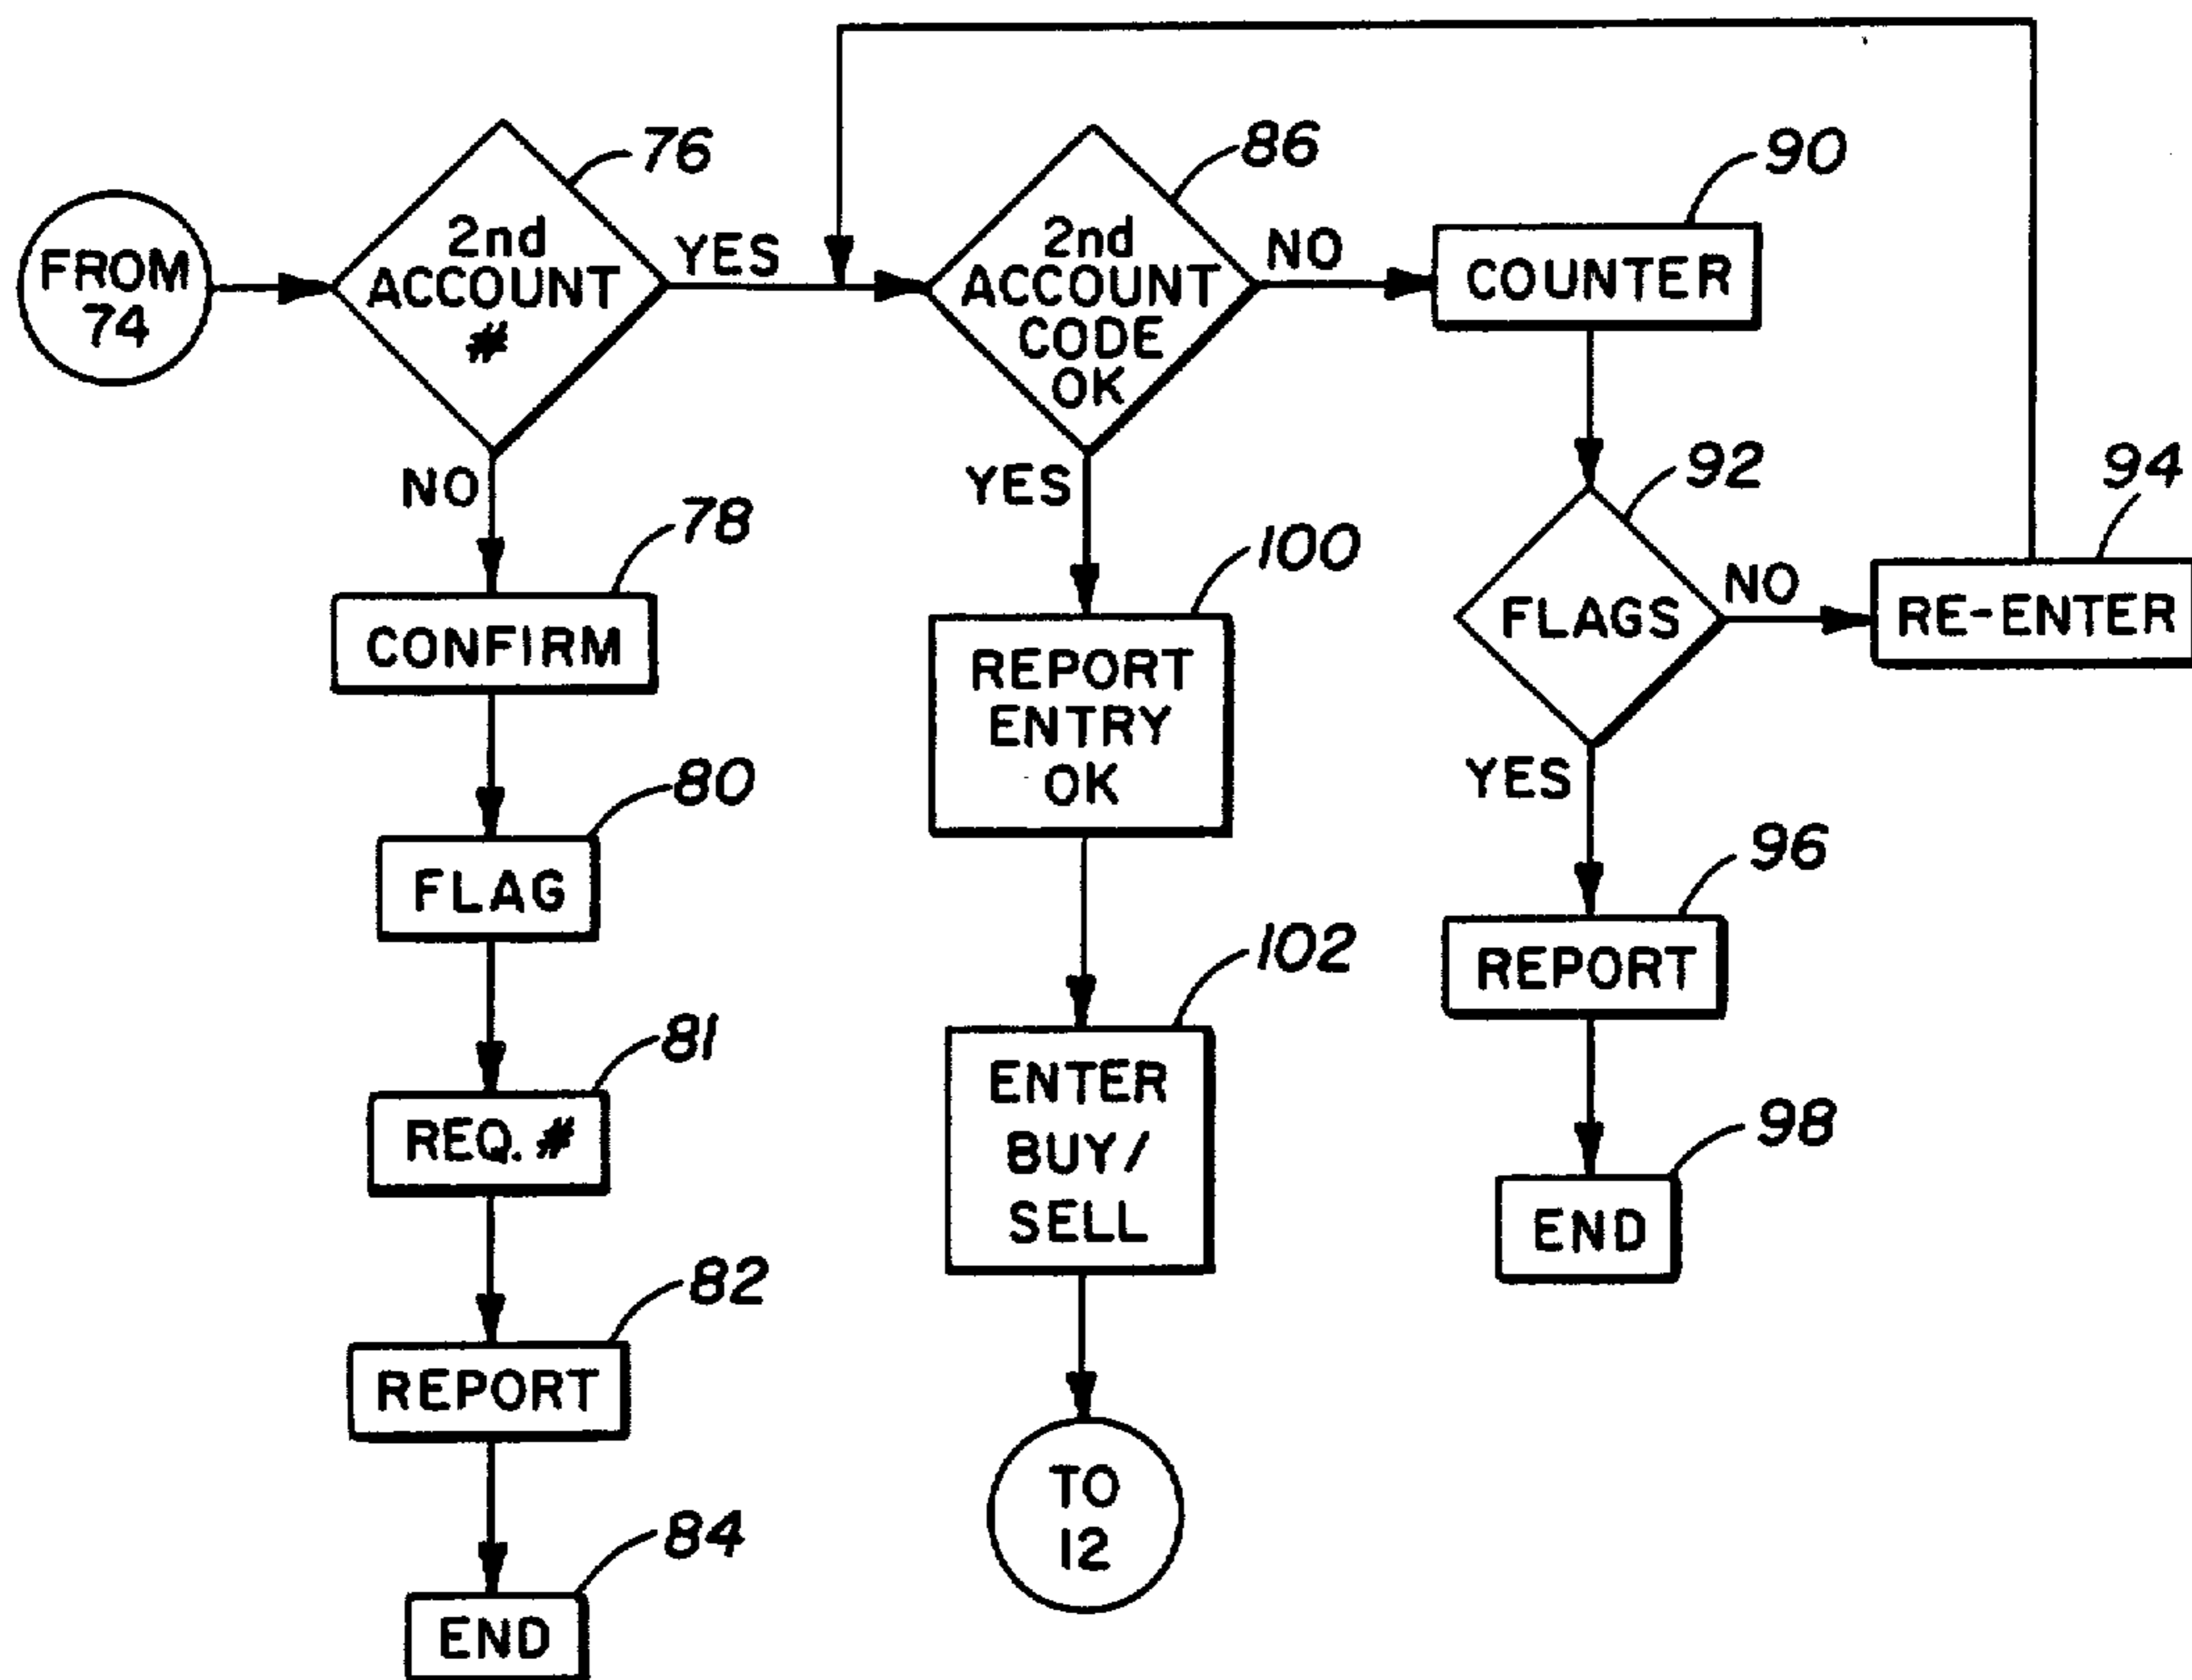 FROM
74
2nd
ACCOUNT
#
76
YES
NO
2nd
ACCOUNT
CODE
OK
86
NO
YES
COUNTER
90
FLAGS
92
NO
YES
RE-ENTER
94
CONFIRM
78
FLAG
80
REQ. #
81
REPORT
82
END
84
REPORT
ENTRY
OK
100
ENTER
BUY/
SELL
102
TO
12
REPORT
96
END
98